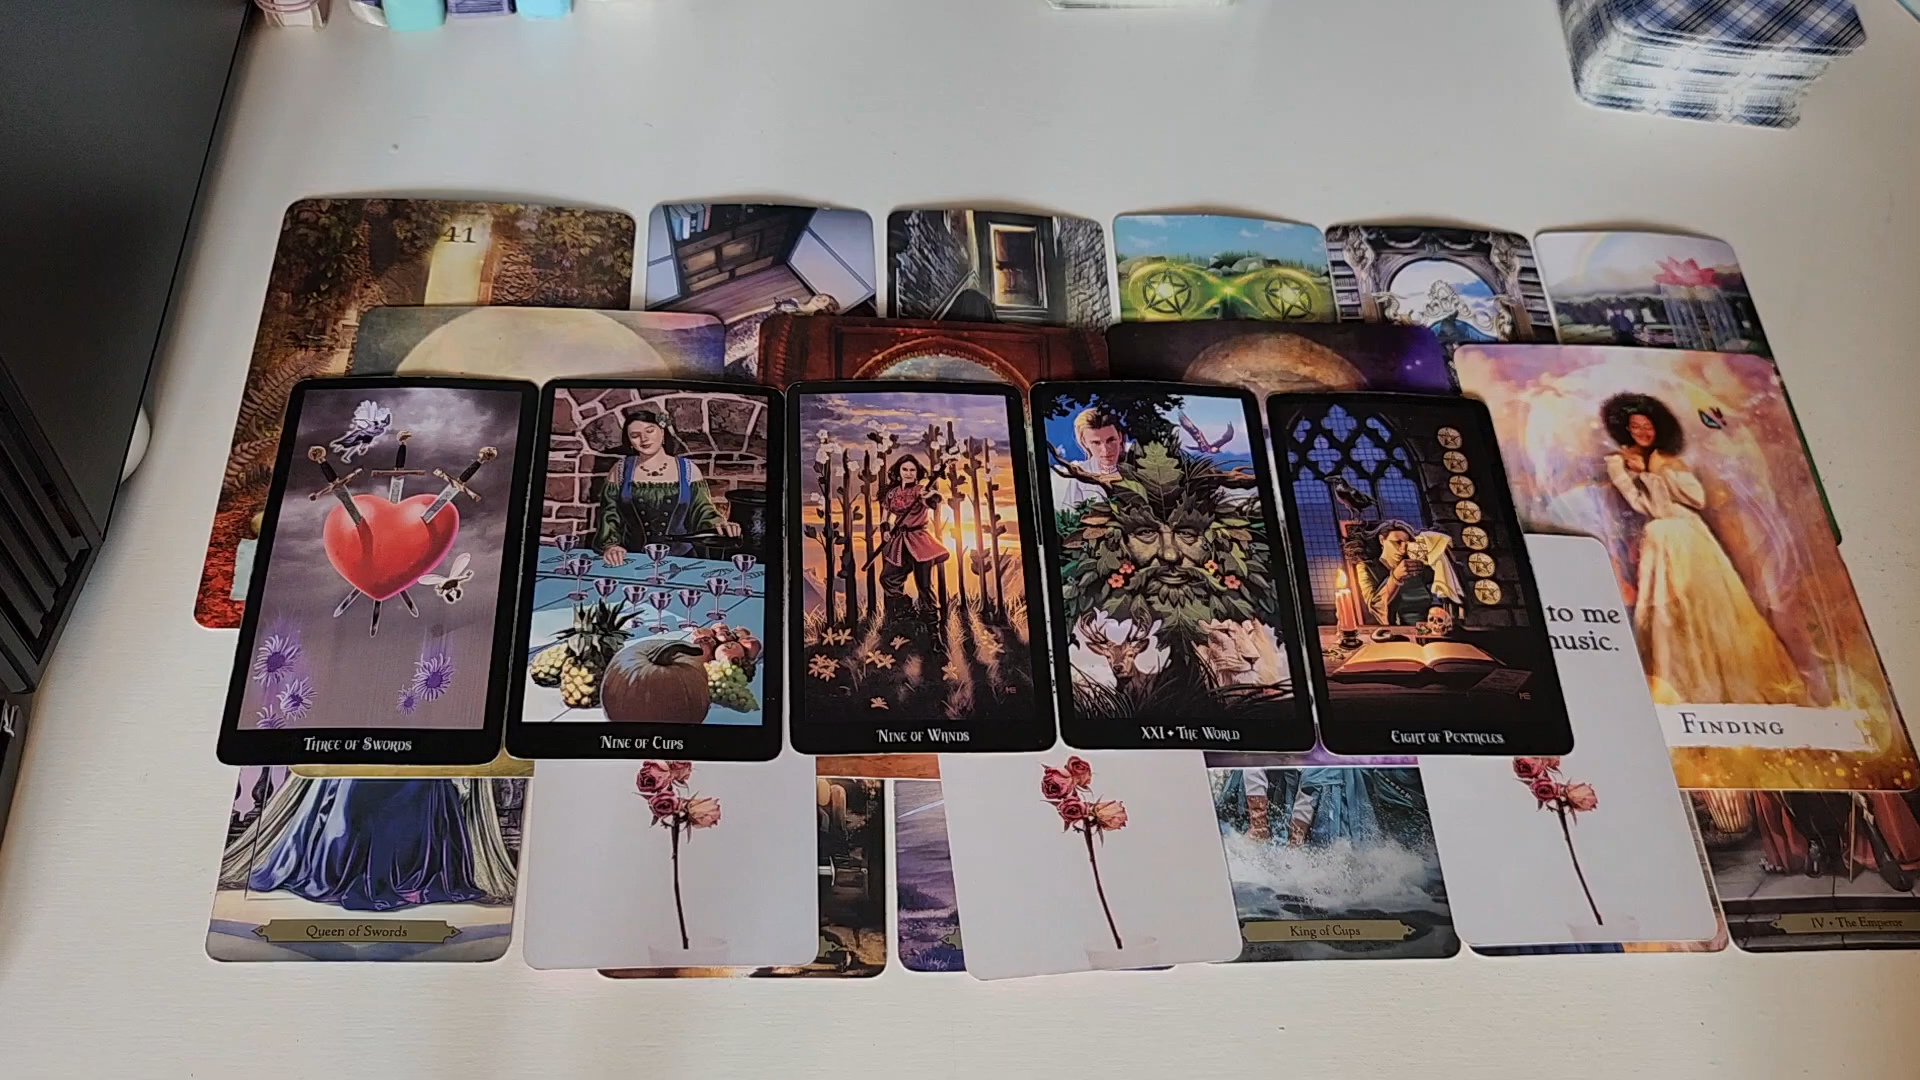 41
to me
music.
FINDING
THREE OF SWORDS
NINE OF CUPS
NINE OF WANDS
XXI • THE WORLD
EIGHT OF PENTACLES
Queen of Swords
King of Cups
IV • The Emperor